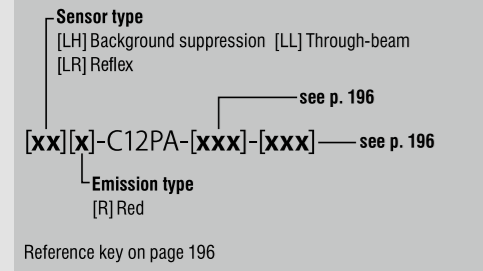 Sensor type
[LH] Background suppression [LL] Through-beam
[LR] Reflex
see p. 196
[xx][x]-C12PA-[xxx]-[xxx] see p. 196
Emission type
[R] Red
Reference key on page 196